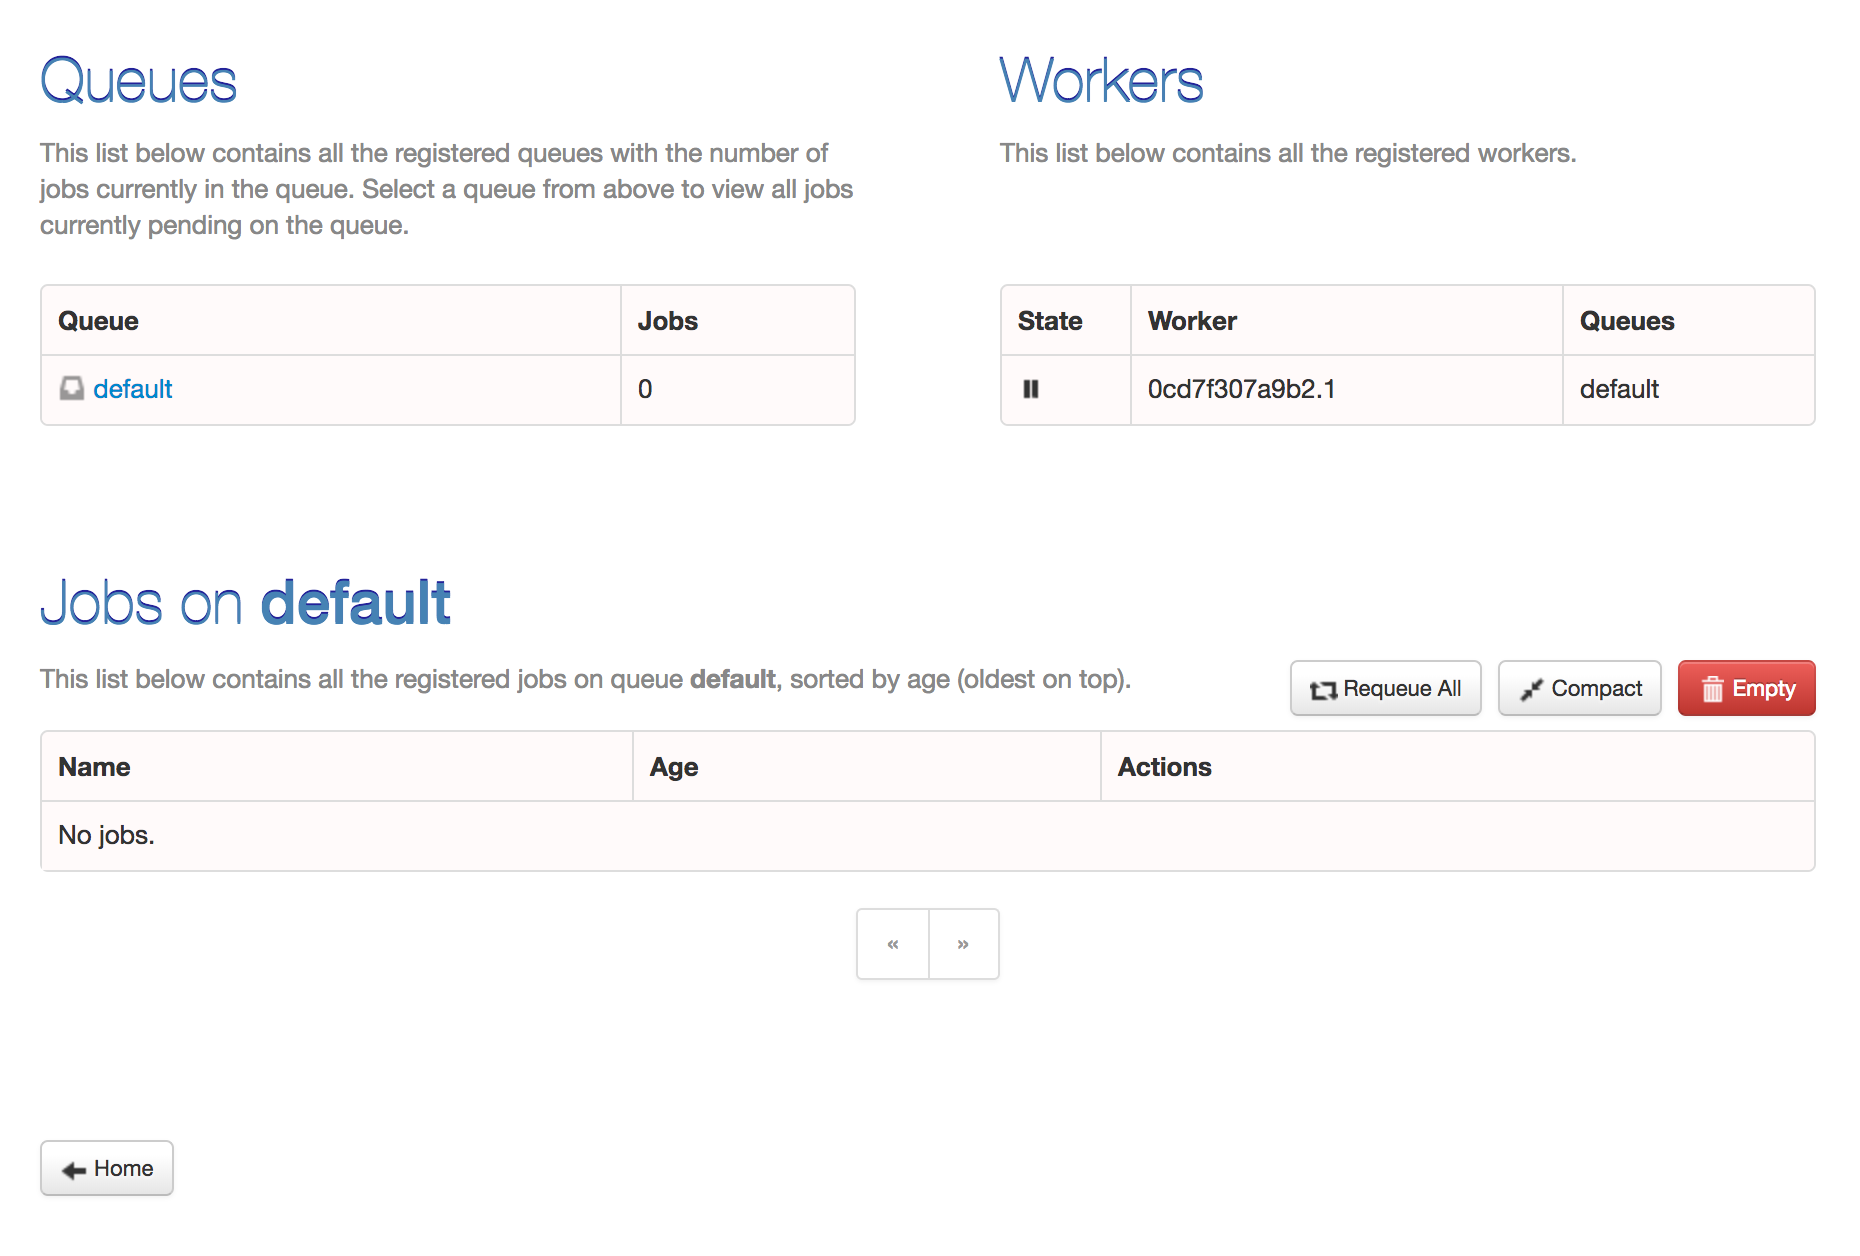 Queues
This list below contains all the registered queues with the number of
jobs currently in the queue. Select a queue from above to view all jobs
currently pending on the queue.
Queue Jobs
default 0
Workers
This list below contains all the registered workers.
State Worker Queues
0cd7f307a9b2.1 default
Jobs on default
This list below contains all the registered jobs on queue default, sorted by age (oldest on top).
Requeue All Compact Empty
Name Age Actions
No jobs.
« »
Home